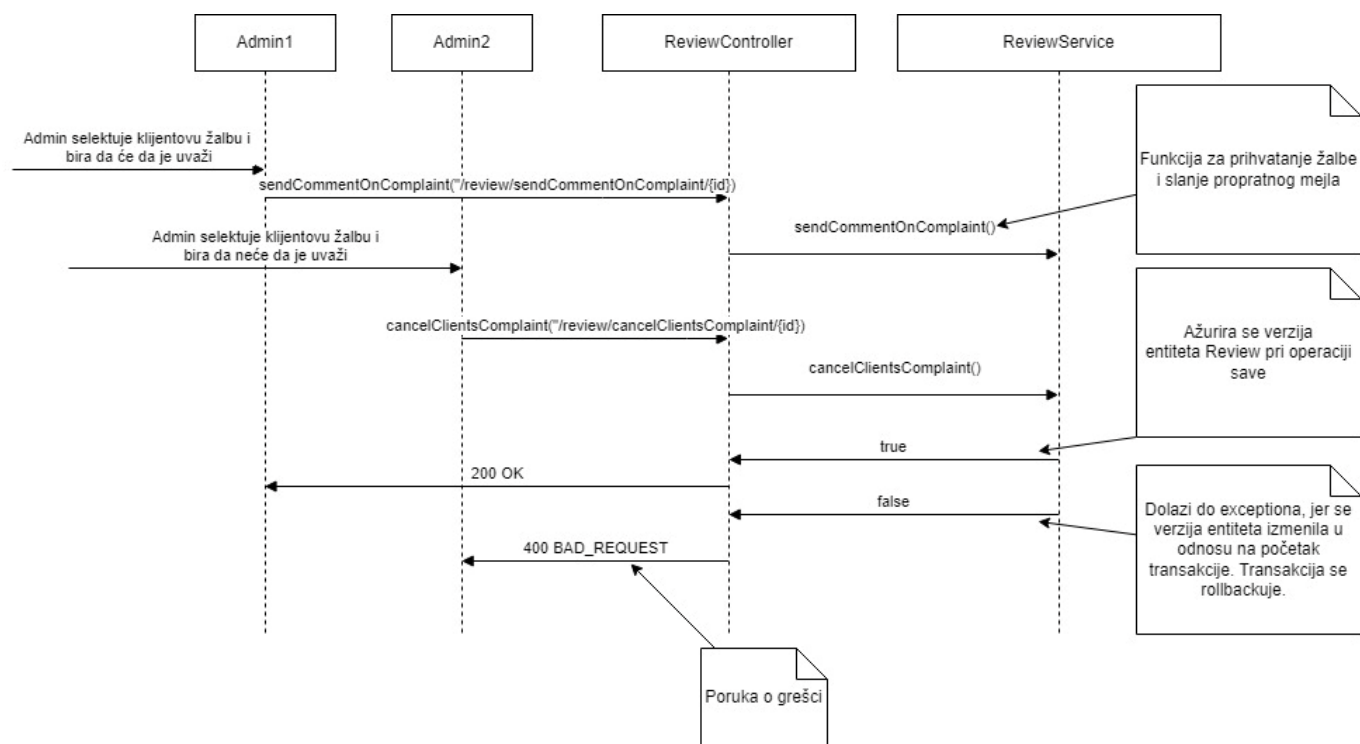 Admin1
Admin2
ReviewController
ReviewService
Admin selektuje klijentovu žalbu i
bira da će da je uvaži
Funkcija za prihvatanje žalbe
i slanje propratnog mejla
sendCommentOnComplaint("/review/sendCommentOnComplaint/{id})
sendCommentOnComplaint()
Admin selektuje klijentovu žalbu i
bira da neće da je uvaži
cancelClientsComplaint("/review/cancelClientsComplaint/{id})
Ažurira se verzija
entiteta Review pri operaciji
save
cancelClientsComplaint()
true
200 OK
false
Dolazi do exceptiona, jer se
verzija entiteta izmenila u
odnosu na početak
transakcije. Transakcija se
rollbackuje.
400 BAD_REQUEST
Poruka o grešci